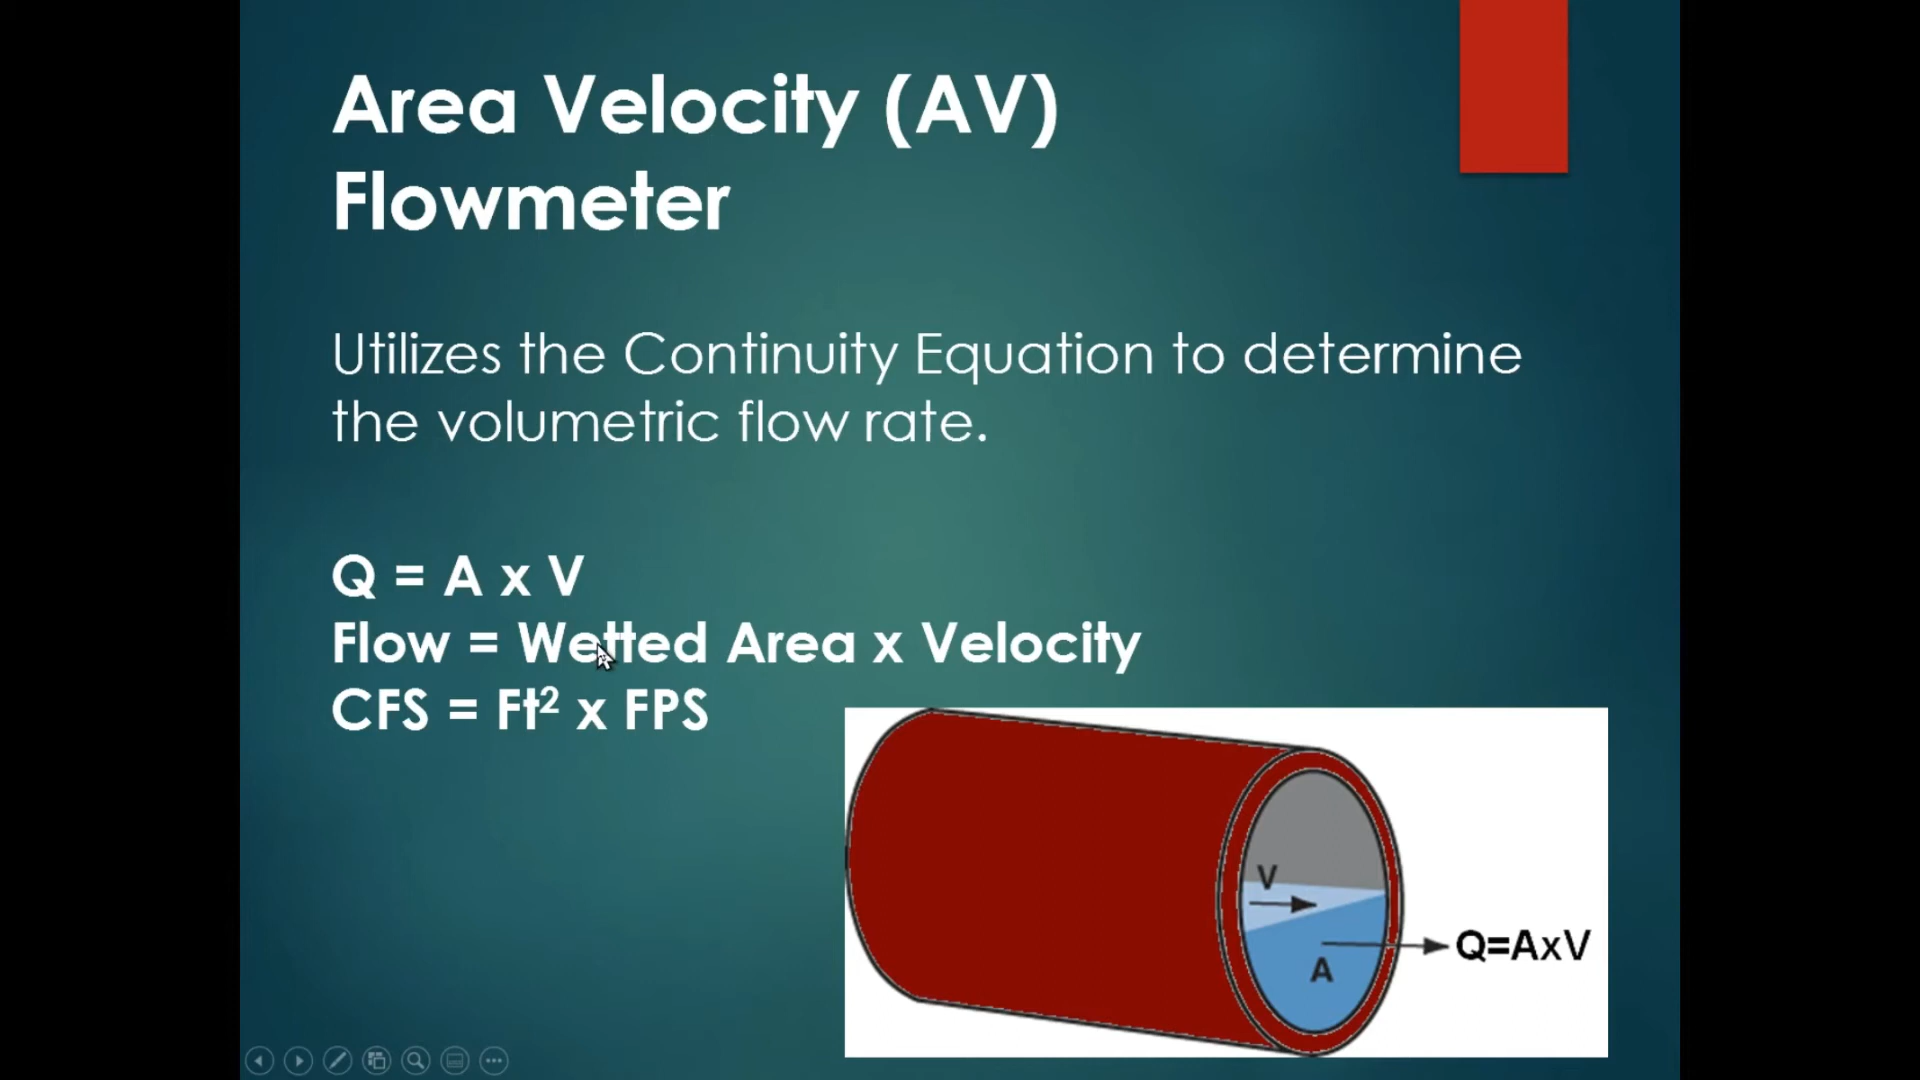 Area Velocity (AV)
Flowmeter
Utilizes the Continuity Equation to determine
the volumetric flow rate.
Q = A x V
Flow = Wetted Area x Velocity
CFS = Ft² x FPS
V
A
Q=AxV